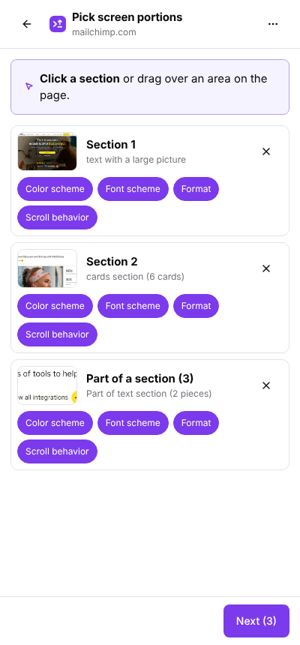 Pick screen portions
mailchimp.com
Click a section or drag over an area on the
page.
Section 1
text with a large picture
Color scheme
Font scheme
Format
Scroll behavior
Section 2
cards section (6 cards)
Color scheme
Font scheme
Format
Scroll behavior
s of tools to help
w all integrations
Part of a section (3)
Part of text section (2 pieces)
Color scheme
Font scheme
Format
Scroll behavior
Next (3)